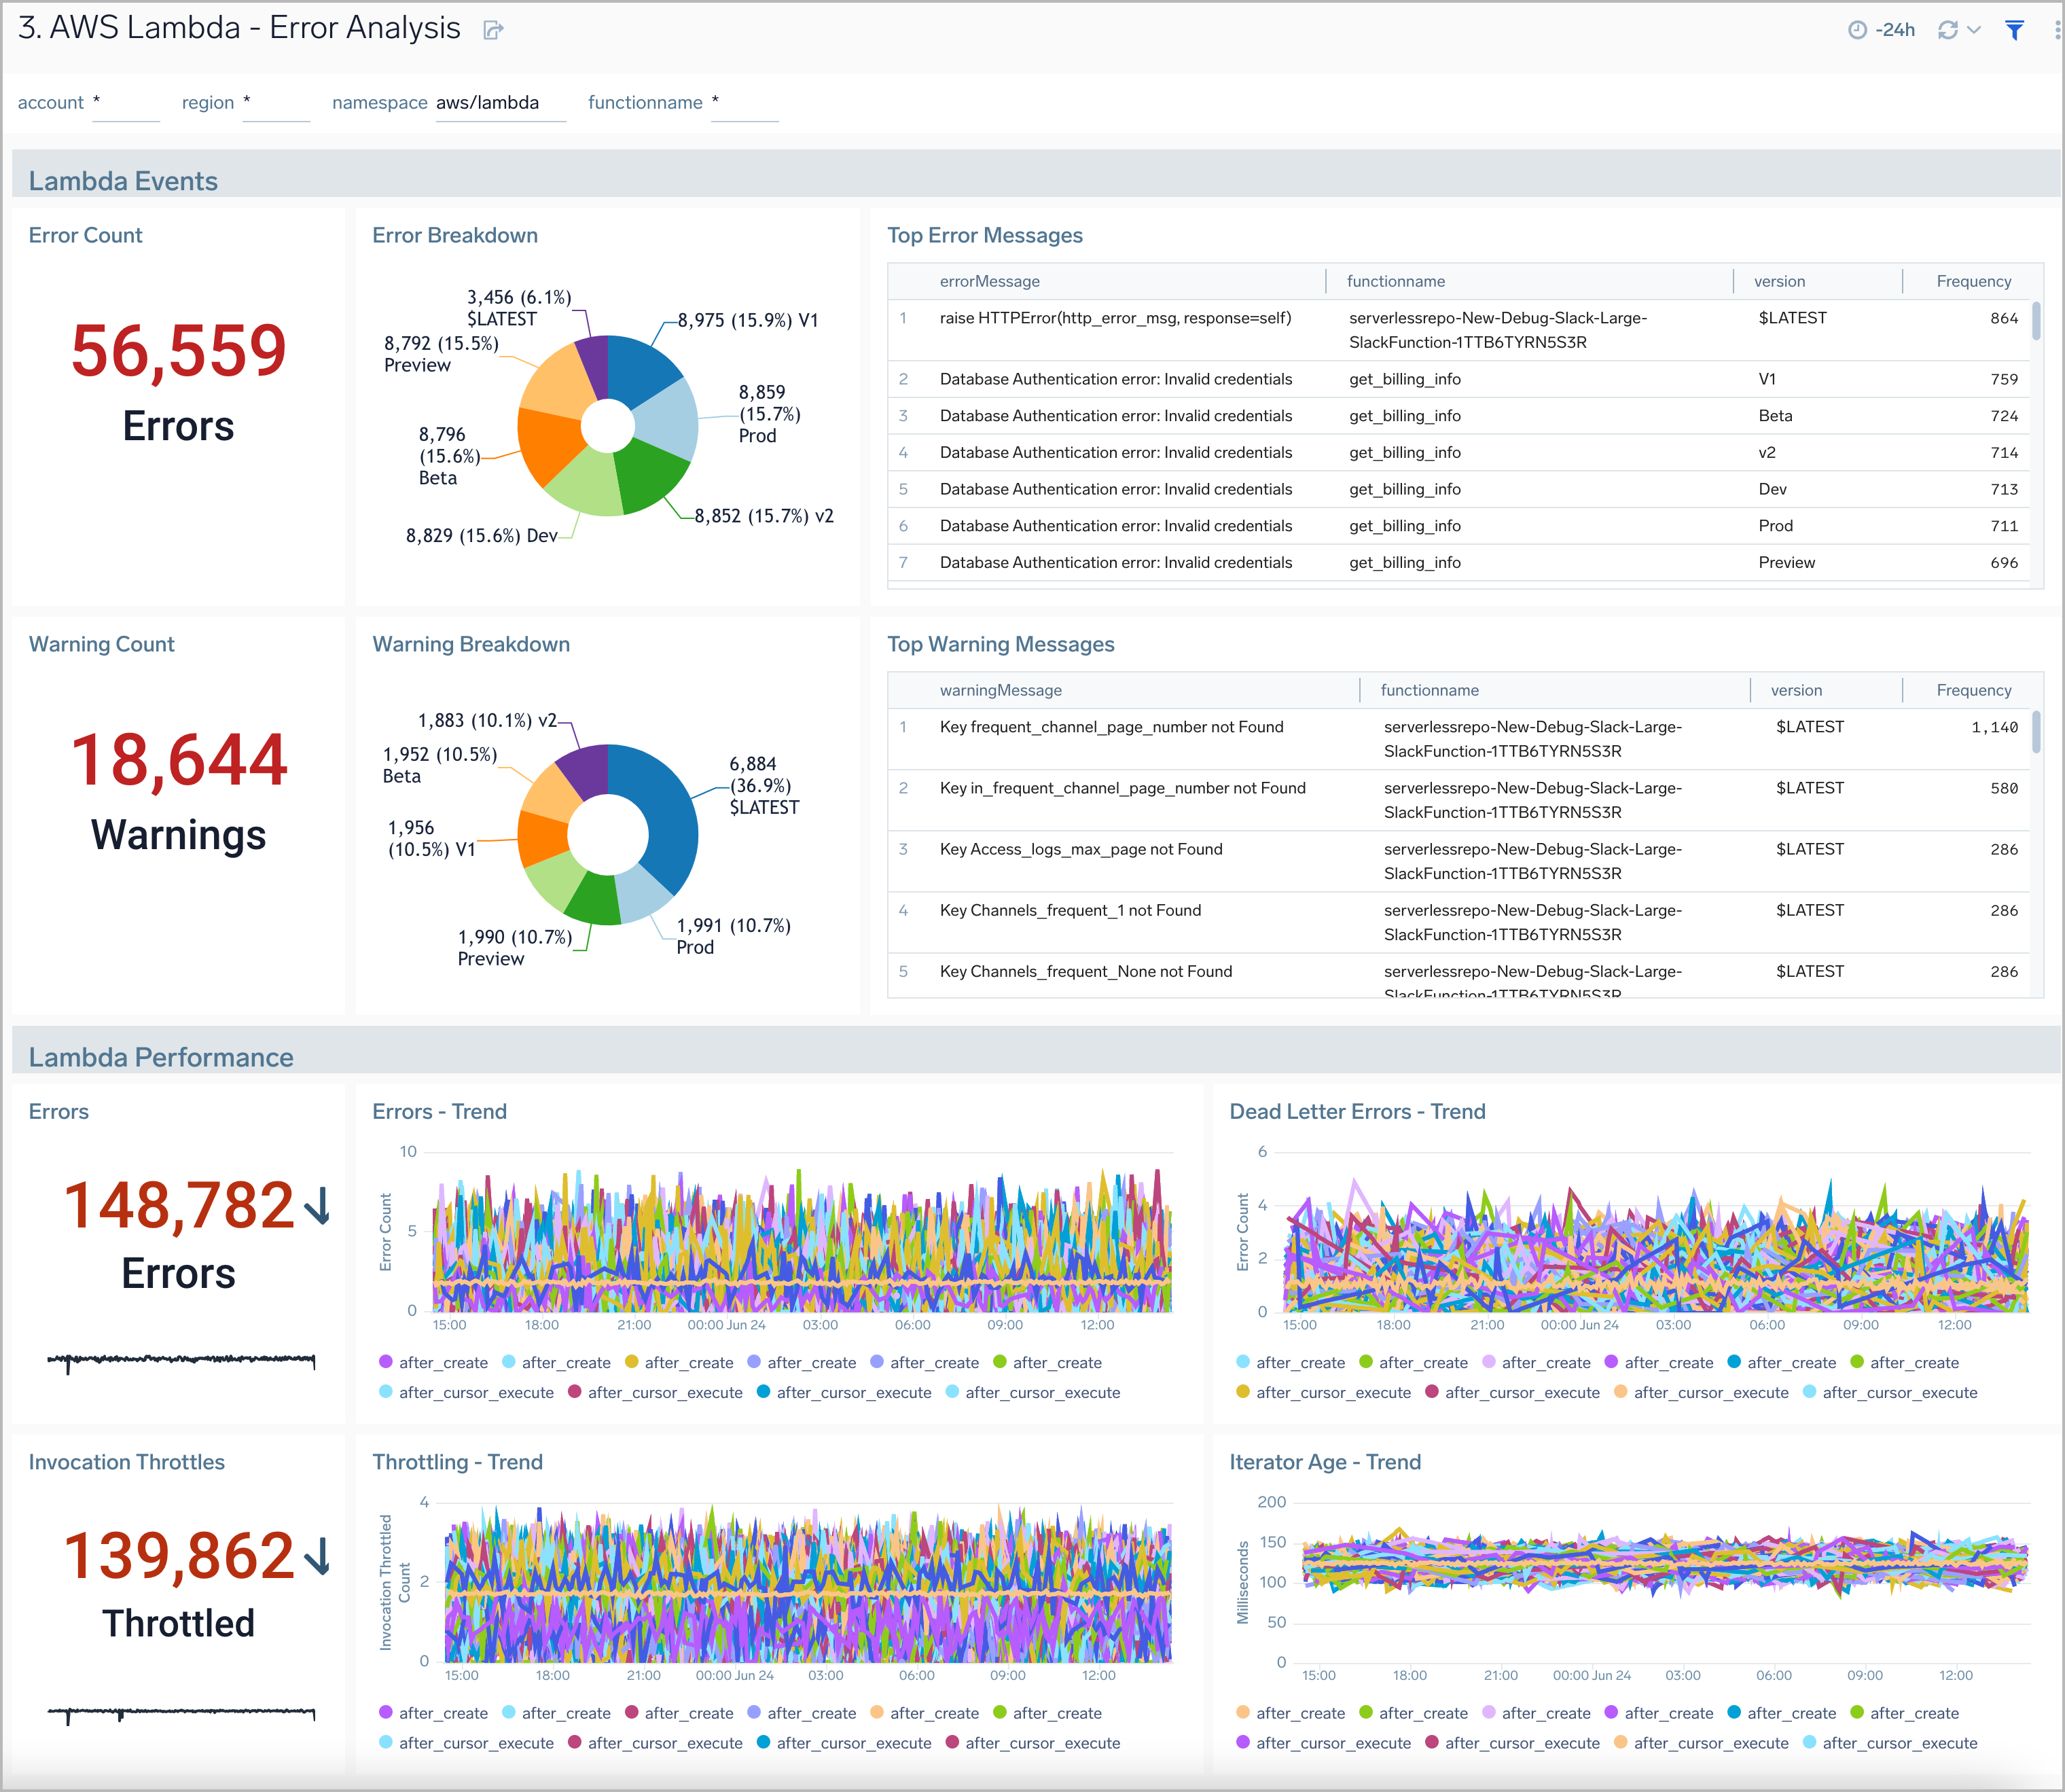 3. AWS Lambda - Error Analysis
-24h
account *
region *
namespace aws/lambda
functionname *
Lambda Events
Error Count
56,559
Errors
Error Breakdown
3,456 (6.1%)
$LATEST
8,975 (15.9%) V1
8,792 (15.5%)
Preview
8,859
(15.7%)
Prod
8,796
(15.6%)
Beta
8,852 (15.7%) v2
8,829 (15.6%) Dev
Top Error Messages
errorMessage functionname version Frequency
1 raise HTTPError(http_error_msg, response=self) serverlessrepo-New-Debug-Slack-Large- $LATEST 864
SlackFunction-1TTB6TYRN5S3R
2 Database Authentication error: Invalid credentials get_billing_info V1 759
3 Database Authentication error: Invalid credentials get_billing_info Beta 724
4 Database Authentication error: Invalid credentials get_billing_info v2 714
5 Database Authentication error: Invalid credentials get_billing_info Dev 713
6 Database Authentication error: Invalid credentials get_billing_info Prod 711
7 Database Authentication error: Invalid credentials get_billing_info Preview 696
Warning Count
18,644
Warnings
Warning Breakdown
1,883 (10.1%) v2
1,952 (10.5%)
Beta
6,884
(36.9%)
$LATEST
1,956
(10.5%) V1
1,991 (10.7%)
Prod
1,990 (10.7%)
Preview
Top Warning Messages
warningMessage functionname version Frequency
1 Key frequent_channel_page_number not Found serverlessrepo-New-Debug-Slack-Large- $LATEST 1,140
SlackFunction-1TTB6TYRN5S3R
2 Key in_frequent_channel_page_number not Found serverlessrepo-New-Debug-Slack-Large- $LATEST 580
SlackFunction-1TTB6TYRN5S3R
3 Key Access_logs_max_page not Found serverlessrepo-New-Debug-Slack-Large- $LATEST 286
SlackFunction-1TTB6TYRN5S3R
4 Key Channels_frequent_1 not Found serverlessrepo-New-Debug-Slack-Large- $LATEST 286
SlackFunction-1TTB6TYRN5S3R
5 Key Channels_frequent_None not Found serverlessrepo-New-Debug-Slack-Large- $LATEST 286
SlackFunction-1TTB6TYRN5S3R
Lambda Performance
Errors
148,782
Errors
Errors - Trend
Error Count
10
5
0
15:00 18:00 21:00 00:00 Jun 24 03:00 06:00 09:00 12:00
after_create after_create after_create after_create after_create after_create
after_cursor_execute after_cursor_execute after_cursor_execute after_cursor_execute
Dead Letter Errors - Trend
Error Count
6
4
2
0
15:00 18:00 21:00 00:00 Jun 24 03:00 06:00 09:00 12:00
after_create after_create after_create after_create after_create after_create
after_cursor_execute after_cursor_execute after_cursor_execute after_cursor_execute
Invocation Throttles
139,862
Throttled
Throttling - Trend
Invocation Throttled
Count
4
2
0
15:00 18:00 21:00 00:00 Jun 24 03:00 06:00 09:00 12:00
after_create after_create after_create after_create after_create after_create
after_cursor_execute after_cursor_execute after_cursor_execute after_cursor_execute
Iterator Age - Trend
Milliseconds
200
150
100
50
0
15:00 18:00 21:00 00:00 Jun 24 03:00 06:00 09:00 12:00
after_create after_create after_create after_create after_create after_create
after_cursor_execute after_cursor_execute after_cursor_execute after_cursor_execute